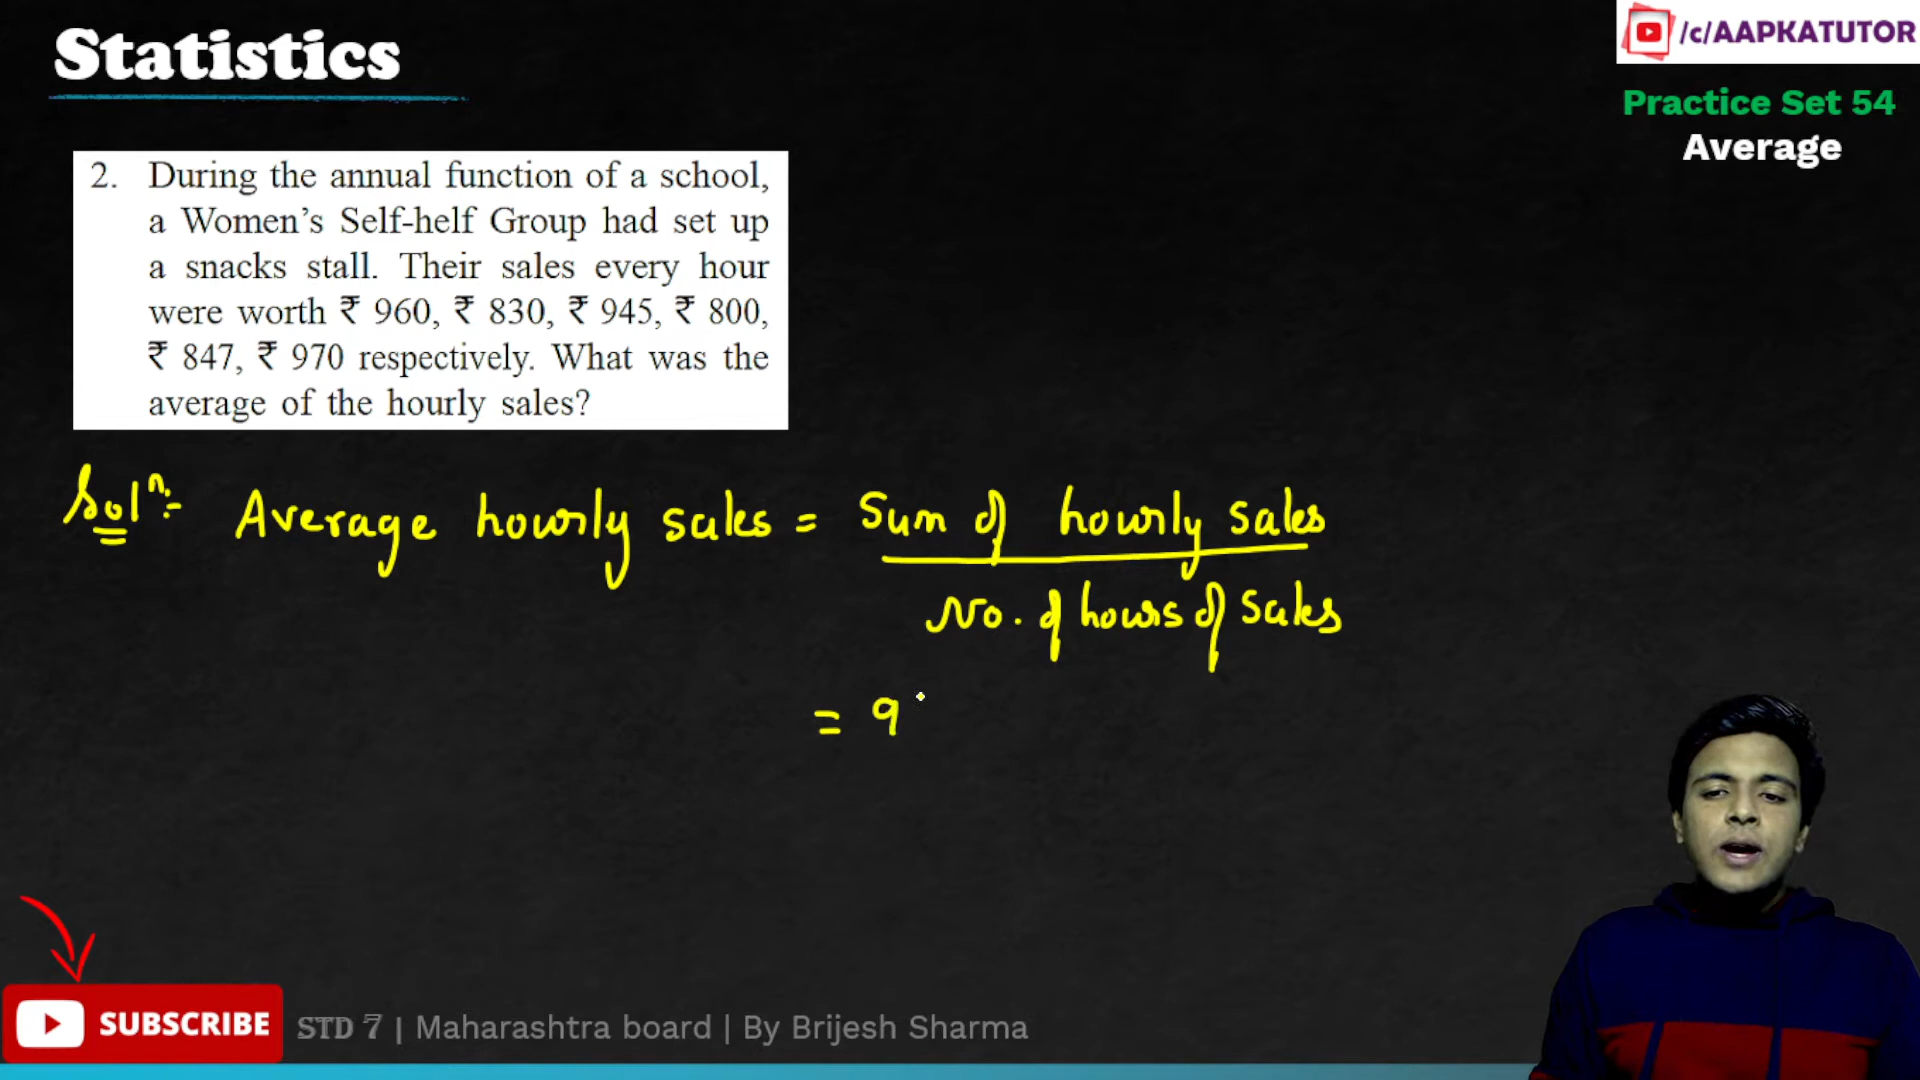 Statistics
/c/AAPKATUTOR
Practice Set 54
Average
2. During the annual function of a school,
a Women's Self-helf Group had set up
a snacks stall. Their sales every hour
were worth ₹ 960, ₹ 830, ₹ 945, ₹ 800,
₹ 847, ₹ 970 respectively. What was the
average of the hourly sales?
Solⁿ:- Average hourly sales = Sum of hourly sales
No. of hours of sales
= 9
SUBSCRIBE
STD 7 | Maharashtra board | By Brijesh Sharma